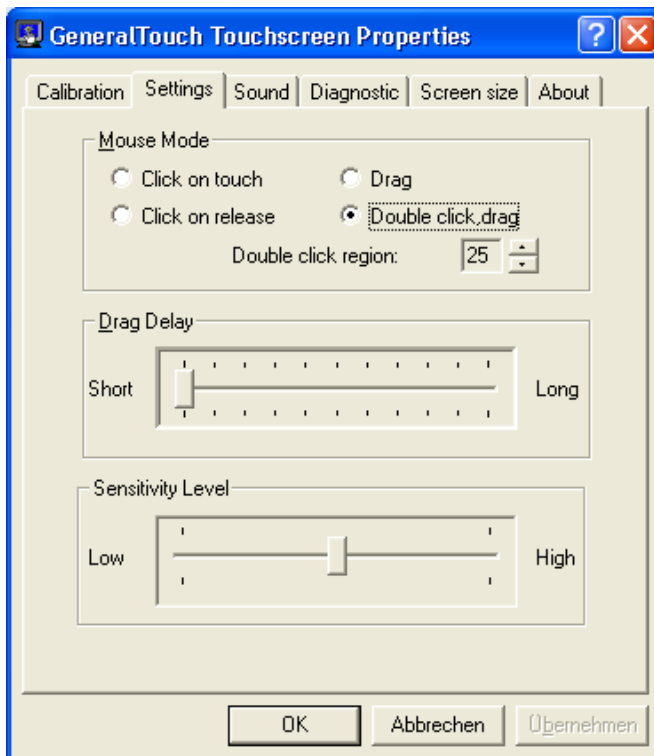 GeneralTouch Touchscreen Properties
Calibration Settings Sound Diagnostic Screen size About
Mouse Mode
Click on touch Drag
Click on release Double click,drag
Double click region: 25
Drag Delay
Short Long
Sensitivity Level
Low High
OK Abbrechen Übernehmen